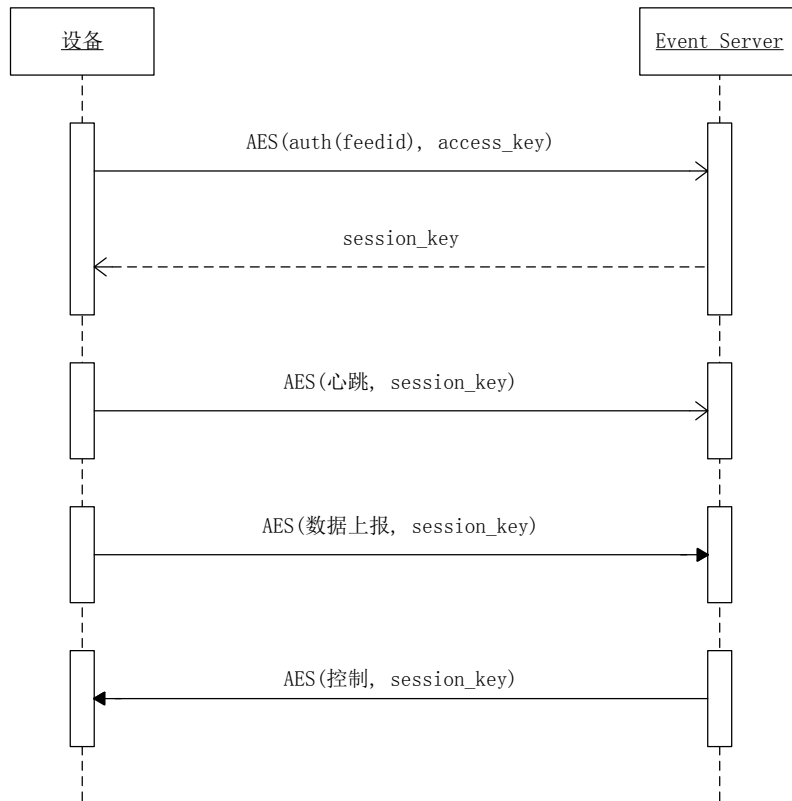 设备
Event Server
AES(auth(feedid), access_key)
session_key
AES(心跳, session_key)
AES(数据上报, session_key)
AES(控制, session_key)